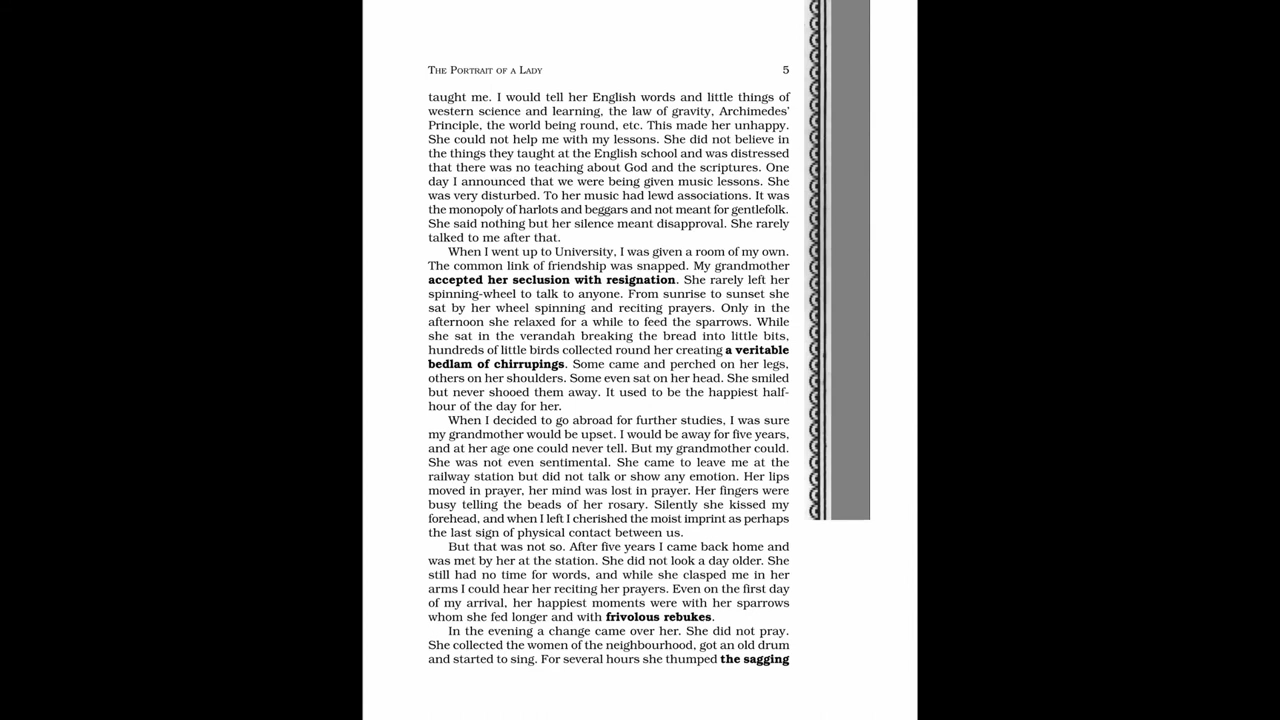 THE PORTRAIT OF A LADY 5
taught me. I would tell her English words and little things of
western science and learning, the law of gravity, Archimedes'
Principle, the world being round, etc. This made her unhappy.
She could not help me with my lessons. She did not believe in
the things they taught at the English school and was distressed
that there was no teaching about God and the scriptures. One
day I announced that we were being given music lessons. She
was very disturbed. To her music had lewd associations. It was
the monopoly of harlots and beggars and not meant for gentlefolk.
She said nothing but her silence meant disapproval. She rarely
talked to me after that.
When I went up to University, I was given a room of my own.
The common link of friendship was snapped. My grandmother
accepted her seclusion with resignation. She rarely left her
spinning-wheel to talk to anyone. From sunrise to sunset she
sat by her wheel spinning and reciting prayers. Only in the
afternoon she relaxed for a while to feed the sparrows. While
she sat in the verandah breaking the bread into little bits,
hundreds of little birds collected round her creating a veritable
bedlam of chirrupings. Some came and perched on her legs,
others on her shoulders. Some even sat on her head. She smiled
but never shooed them away. It used to be the happiest half-
hour of the day for her.
When I decided to go abroad for further studies, I was sure
my grandmother would be upset. I would be away for five years,
and at her age one could never tell. But my grandmother could.
She was not even sentimental. She came to leave me at the
railway station but did not talk or show any emotion. Her lips
moved in prayer, her mind was lost in prayer. Her fingers were
busy telling the beads of her rosary. Silently she kissed my
forehead, and when I left I cherished the moist imprint as perhaps
the last sign of physical contact between us.
But that was not so. After five years I came back home and
was met by her at the station. She did not look a day older. She
still had no time for words, and while she clasped me in her
arms I could hear her reciting her prayers. Even on the first day
of my arrival, her happiest moments were with her sparrows
whom she fed longer and with frivolous rebukes.
In the evening a change came over her. She did not pray.
She collected the women of the neighbourhood, got an old drum
and started to sing. For several hours she thumped the sagging